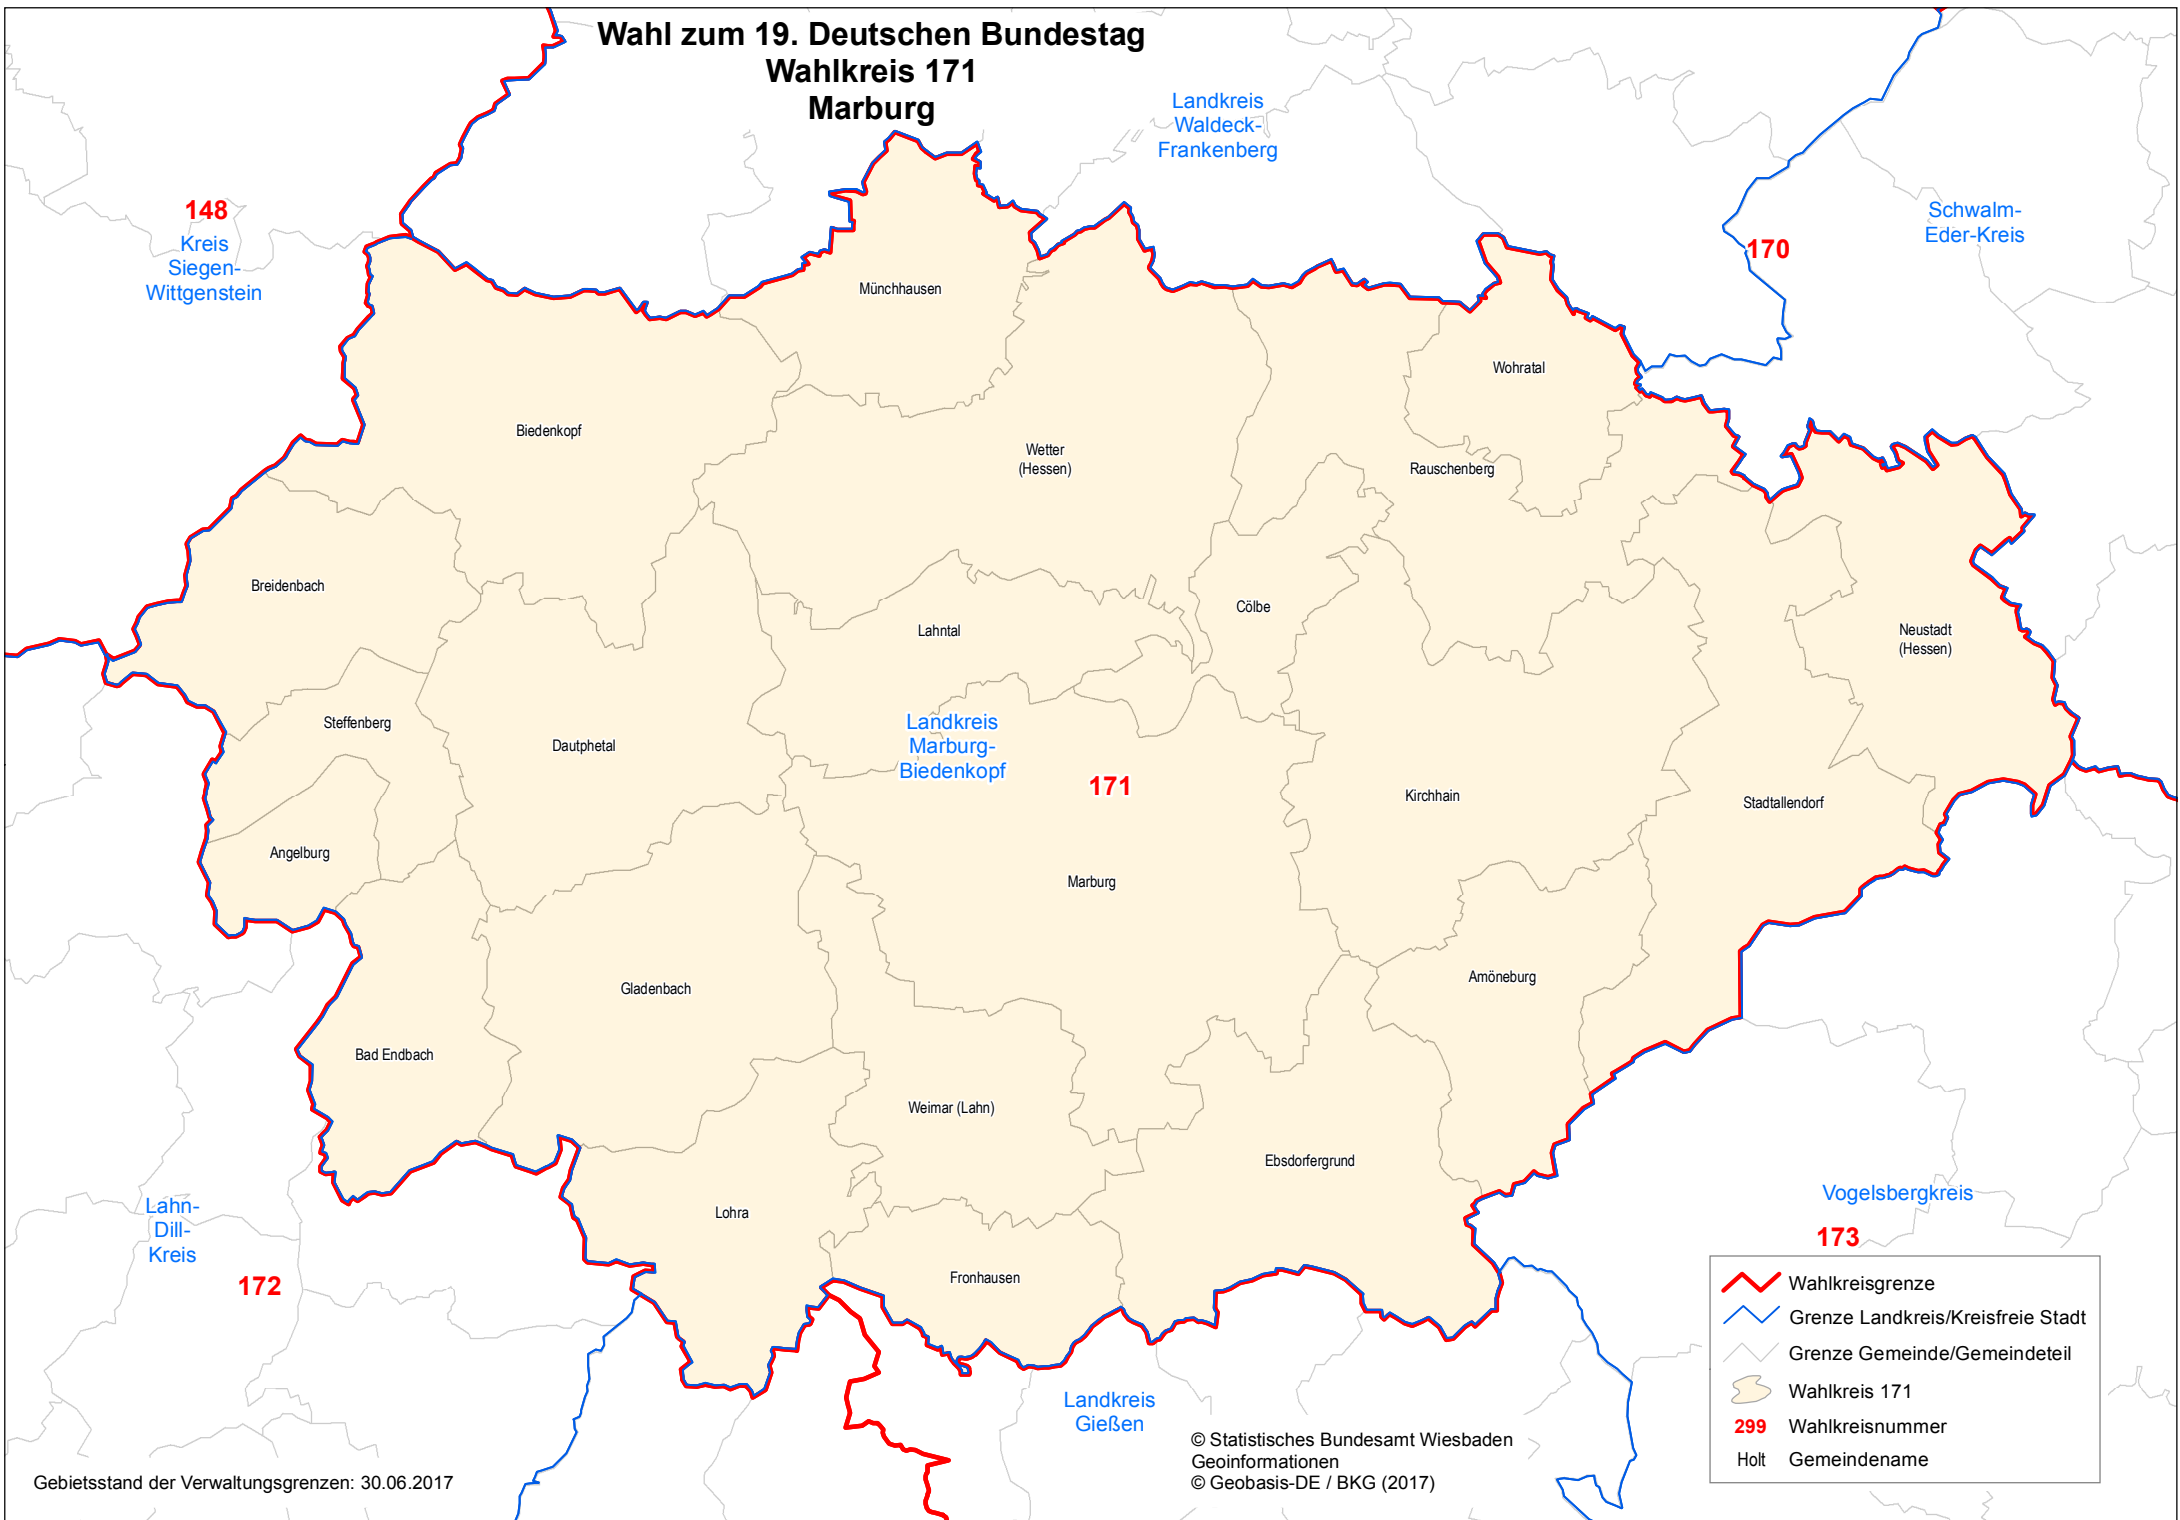 Wahl zum 19. Deutschen Bundestag
Wahlkreis 171
Marburg
Landkreis
Waldeck-
Frankenberg
148
Kreis
Siegen-
Wittgenstein
Schwalm-
Eder-Kreis
170
Münchhausen
Wohratal
Biedenkopf
Wetter
(Hessen)
Rauschenberg
Breidenbach
Cölbe
Lahntal
Neustadt
(Hessen)
Steffenberg
Dautphetal
Landkreis
Marburg-
Biedenkopf
171
Kirchhain
Stadtallendorf
Angelburg
Marburg
Amöneburg
Gladenbach
Bad Endbach
Weimar (Lahn)
Ebsdorfergrund
Lohra
Fronhausen
Lahn-
Dill-
Kreis
172
Vogelsbergkreis
173
Landkreis
Gießen
Wahlkreisgrenze
Grenze Landkreis/Kreisfreie Stadt
Grenze Gemeinde/Gemeindeteil
Wahlkreis 171
299 Wahlkreisnummer
Holt Gemeindename
© Statistisches Bundesamt Wiesbaden
Geoinformationen
© Geobasis-DE / BKG (2017)
Gebietsstand der Verwaltungsgrenzen: 30.06.2017